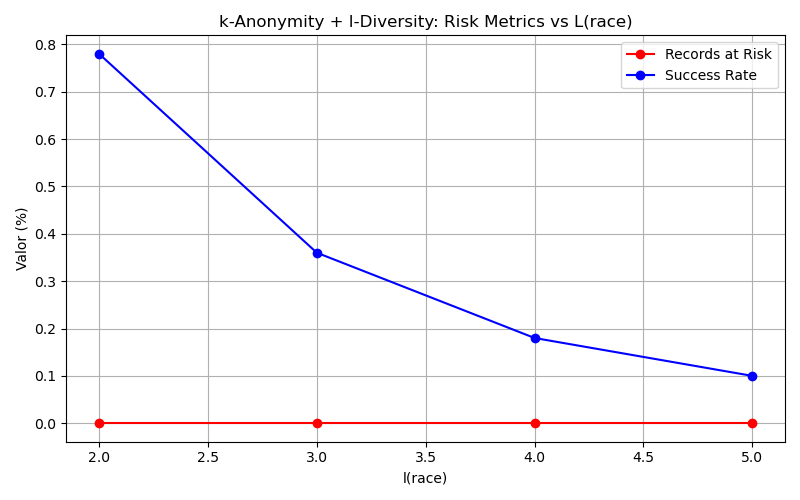 k-Anonymity + l-Diversity: Risk Metrics vs L(race)
Records at Risk
Success Rate
Valor (%)
0.8
0.7
0.6
0.5
0.4
0.3
0.2
0.1
0.0
2.0 2.5 3.0 3.5 4.0 4.5 5.0
l(race)